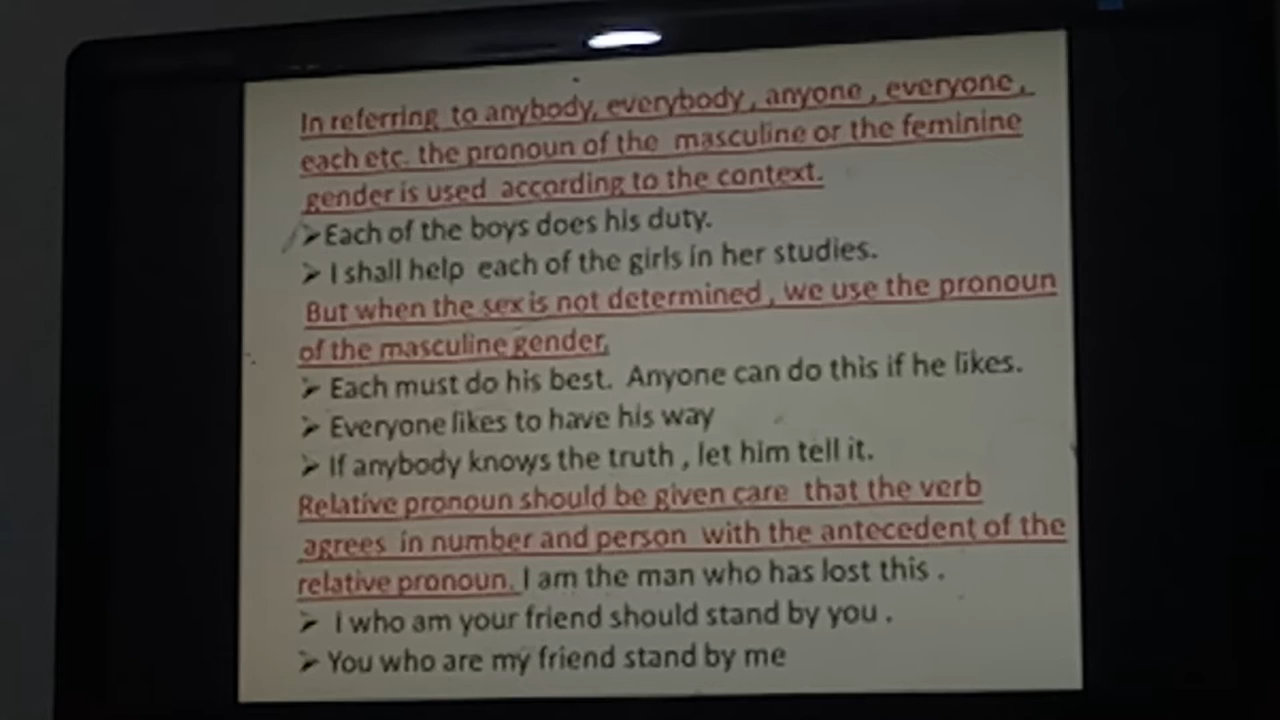 In referring to anybody, everybody , anyone , everyone ,
each etc. the pronoun of the masculine or the feminine
gender is used according to the context.
➢Each of the boys does his duty.
➢ I shall help each of the girls in her studies.
But when the sex is not determined , we use the pronoun
of the masculine gender,
➢ Each must do his best. Anyone can do this if he likes.
➢ Everyone likes to have his way
➢ If anybody knows the truth , let him tell it.
Relative pronoun should be given care that the verb
agrees in number and person with the antecedent of the
relative pronoun. I am the man who has lost this .
➢ I who am your friend should stand by you .
➢ You who are my friend stand by me